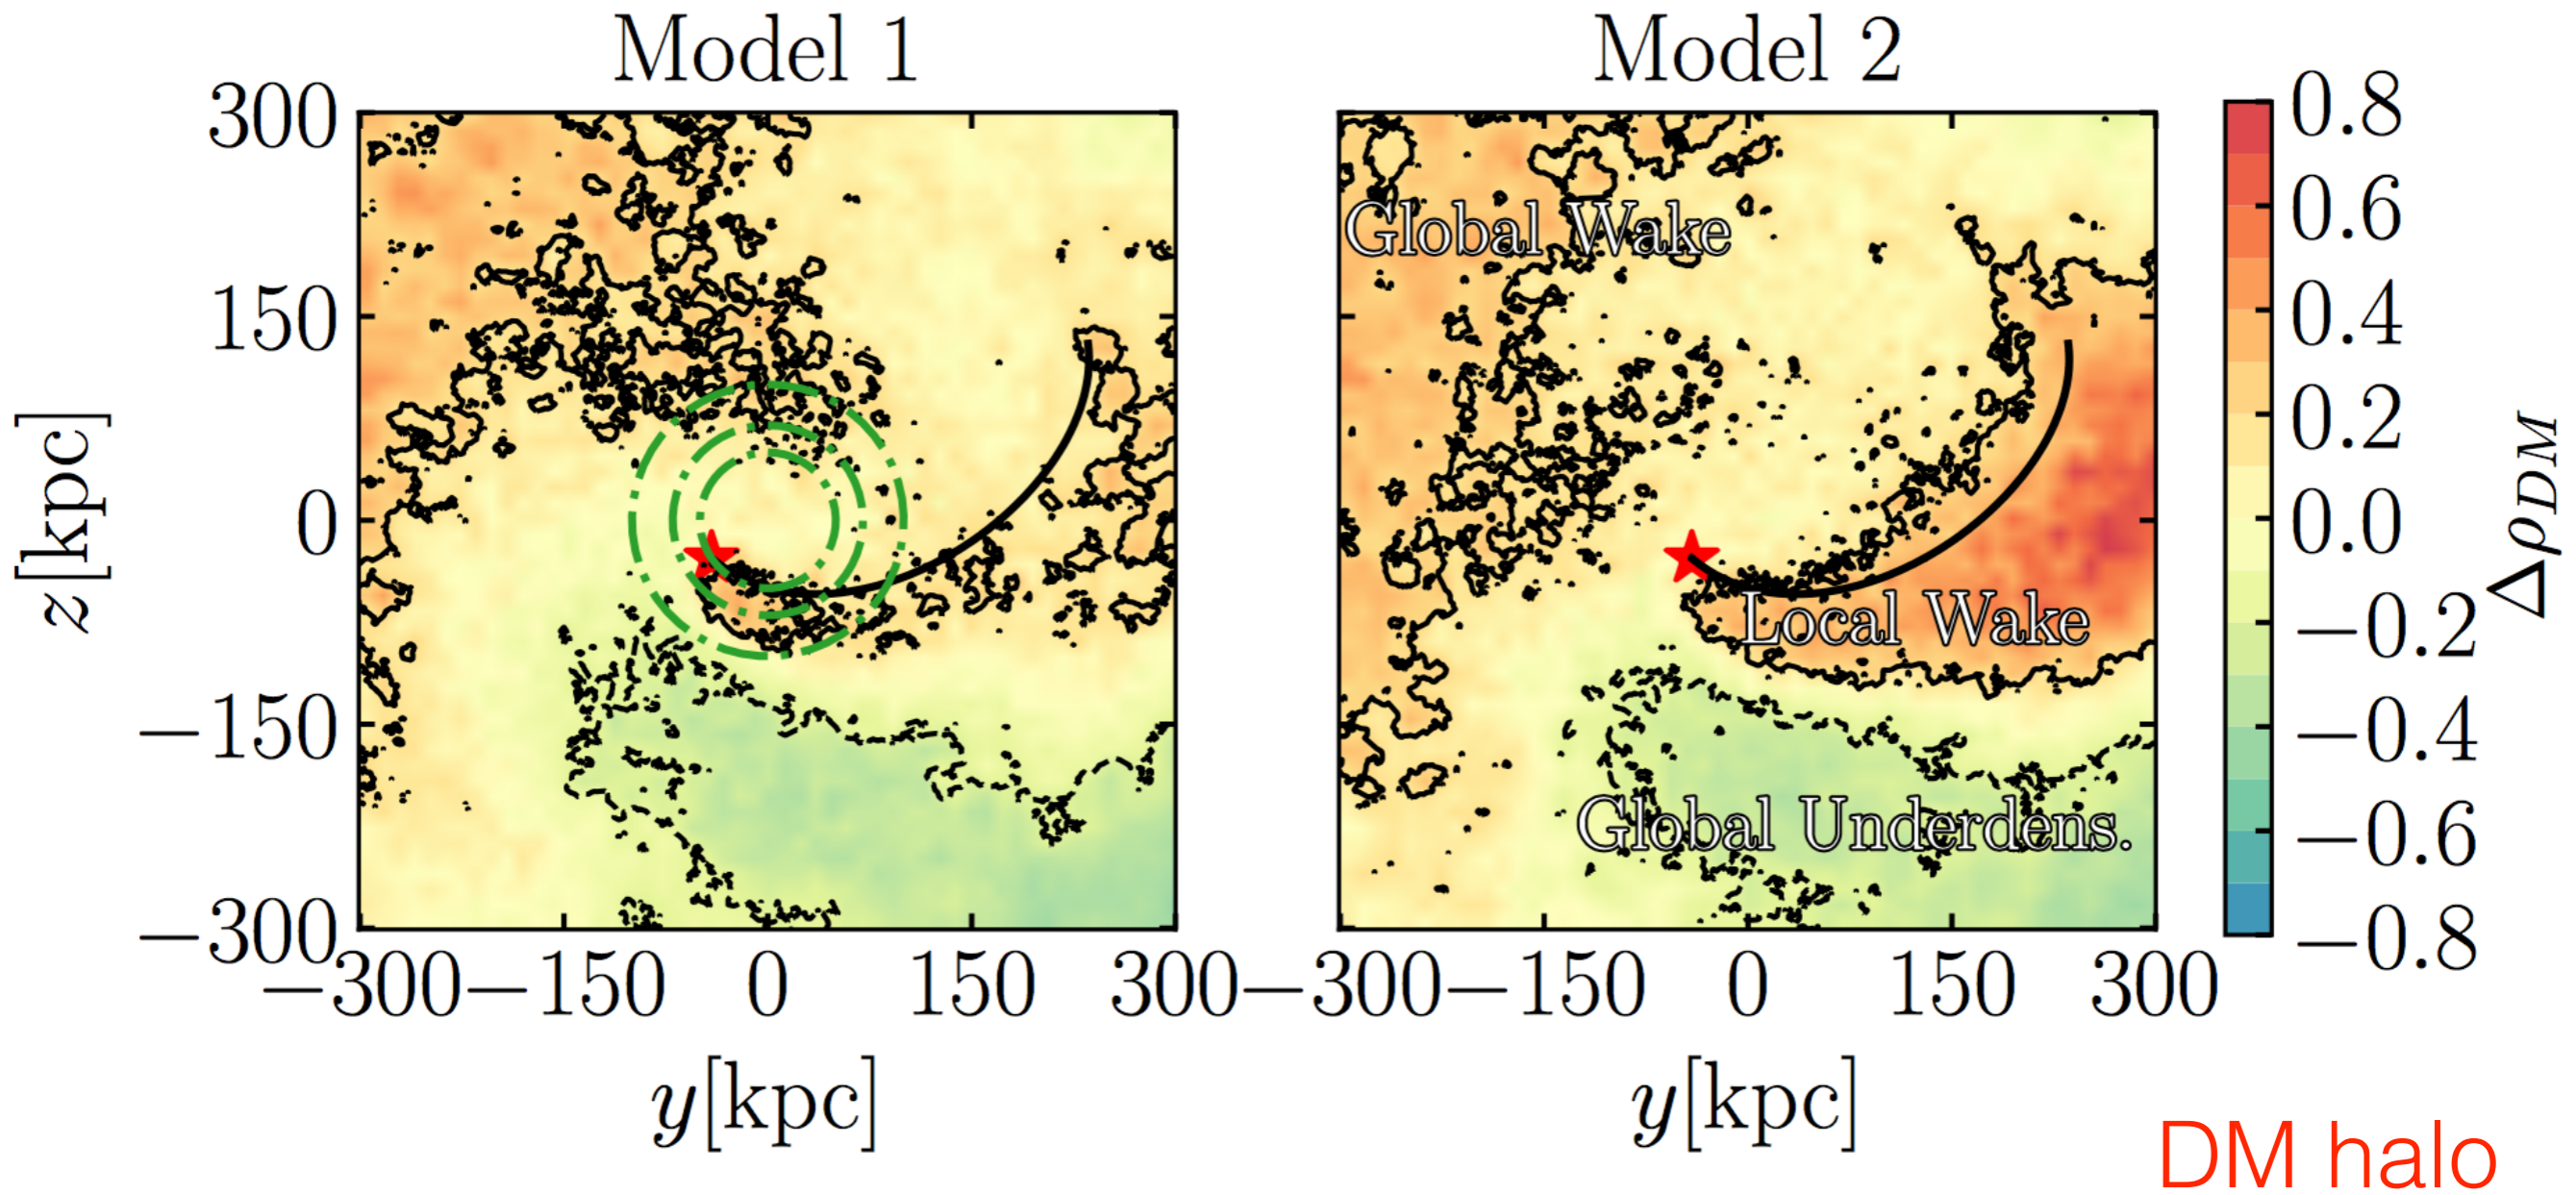 Model 1
Model 2
300
150
0
−150
−300
z[kpc]
−300
−150
0
150
300
y[kpc]
Global Wake
Local Wake
Global Underdens.
−300
−150
0
150
300
y[kpc]
0.8
0.6
0.4
0.2
0.0
−0.2
−0.4
−0.6
−0.8
Δρ_DM
DM halo